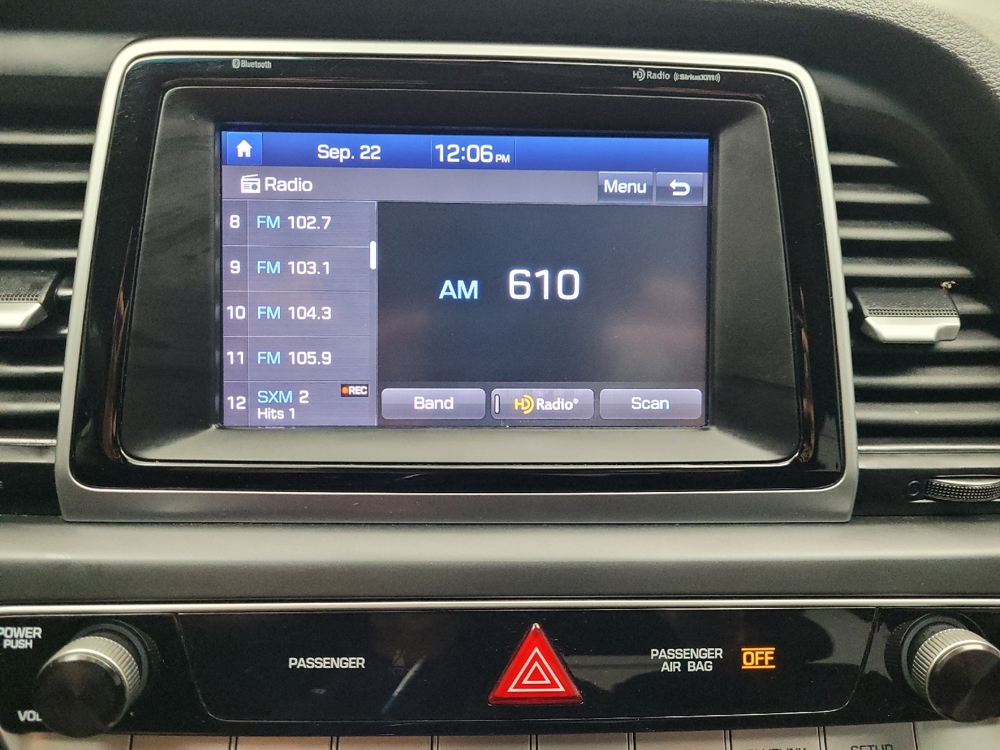 Bluetooth
HD Radio ((SiriusXM))
Sep. 22 12:06 PM
Radio Menu
8 FM 102.7
9 FM 103.1
10 FM 104.3
11 FM 105.9
12 SXM 2 REC
Hits 1
AM 610
Band HD Radio® Scan
POWER
PUSH
VOL
PASSENGER
PASSENGER
AIR BAG
OFF
SETUP